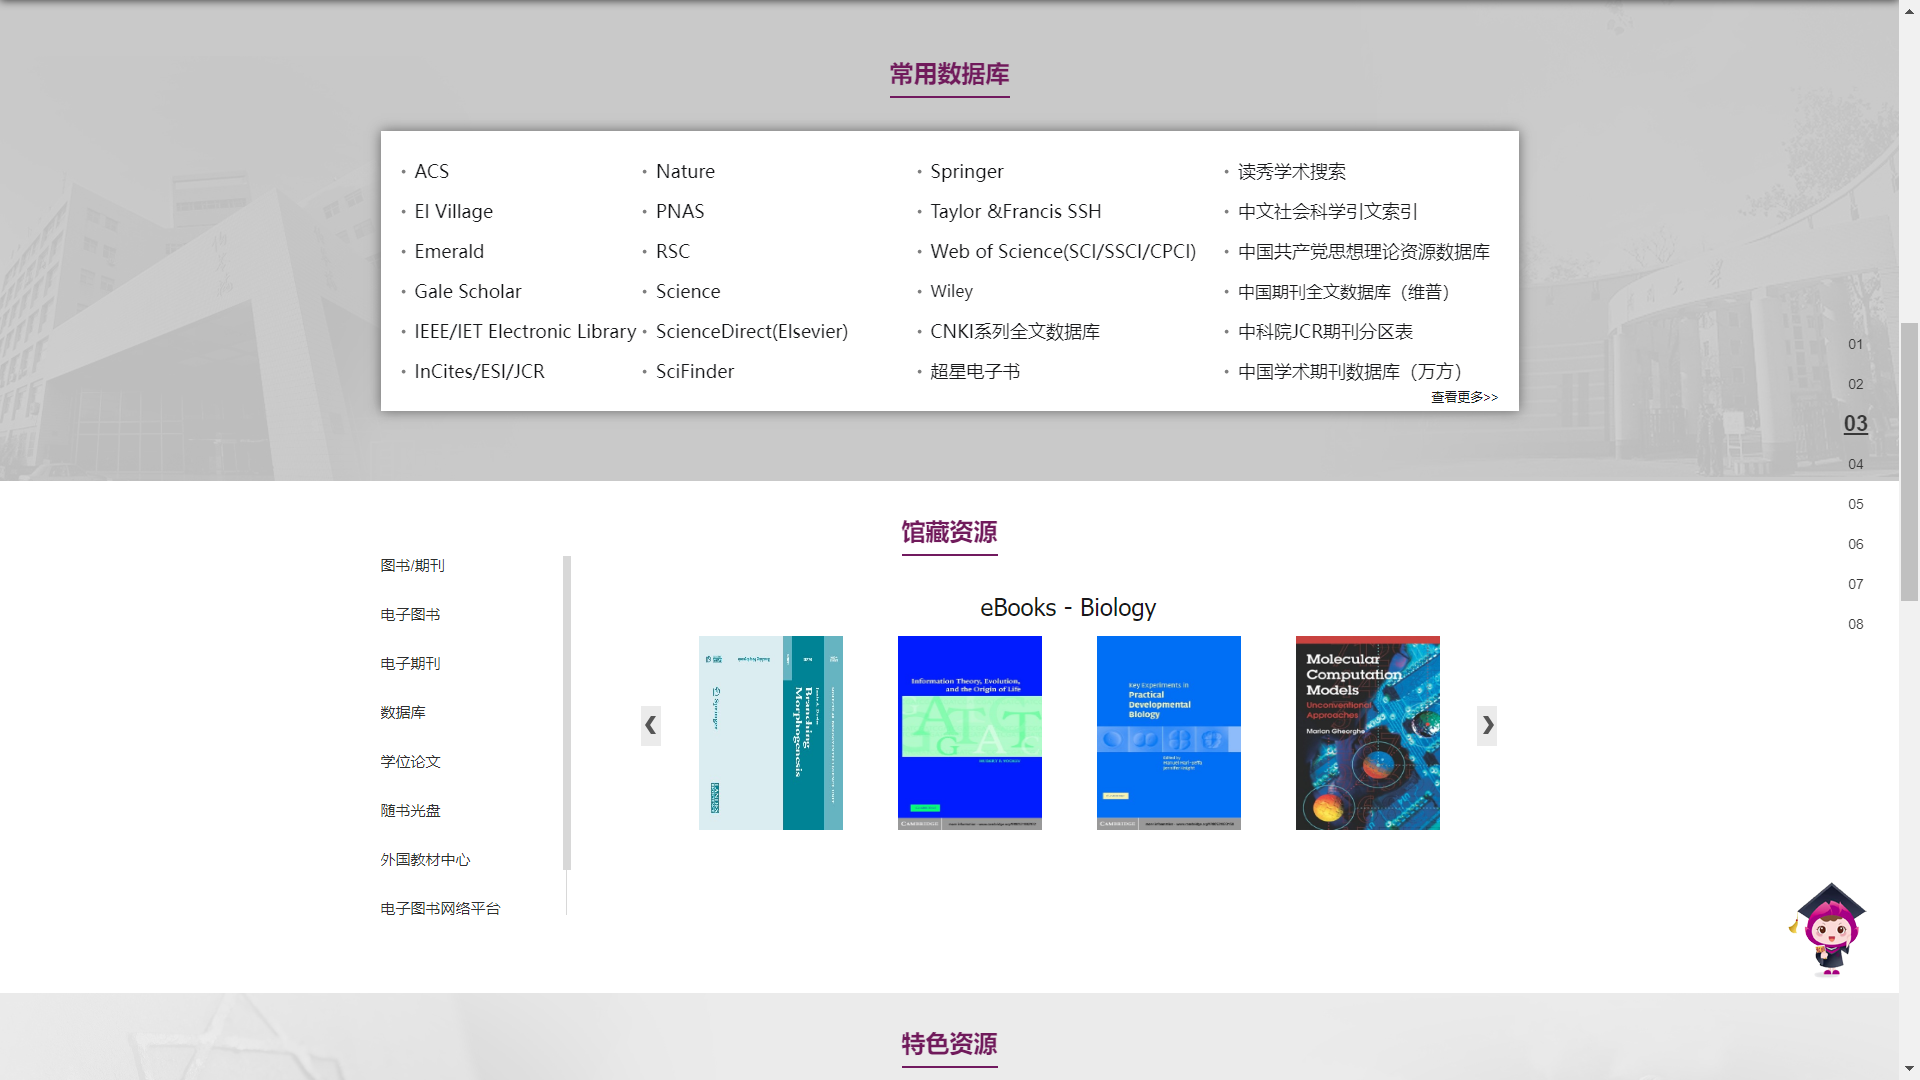 常用数据库
ACS
Nature
Springer
读秀学术搜索
EI Village
PNAS
Taylor &Francis SSH
中文社会科学引文索引
Emerald
RSC
Web of Science(SCI/SSCI/CPCI)
中国共产党思想理论资源数据库
Gale Scholar
Science
Wiley
中国期刊全文数据库（维普）
IEEE/IET Electronic Library
ScienceDirect(Elsevier)
CNKI系列全文数据库
中科院JCR期刊分区表
InCites/ESI/JCR
SciFinder
超星电子书
中国学术期刊数据库（万方）
查看更多>>
01
02
03
04
05
06
07
08
馆藏资源
图书/期刊
电子图书
电子期刊
数据库
学位论文
随书光盘
外国教材中心
电子图书网络平台
eBooks - Biology
Branching
Morphogenesis
Springer
LANDES
Information Theory, Evolution,
and the Origin of Life
ATGAGT
CAMBRIDGE
Key Experiments in
Practical
Developmental
Biology
Edited by
CAMBRIDGE
Molecular
Computation
Models
Unconventional
Approaches
Marian Gheorghe
特色资源